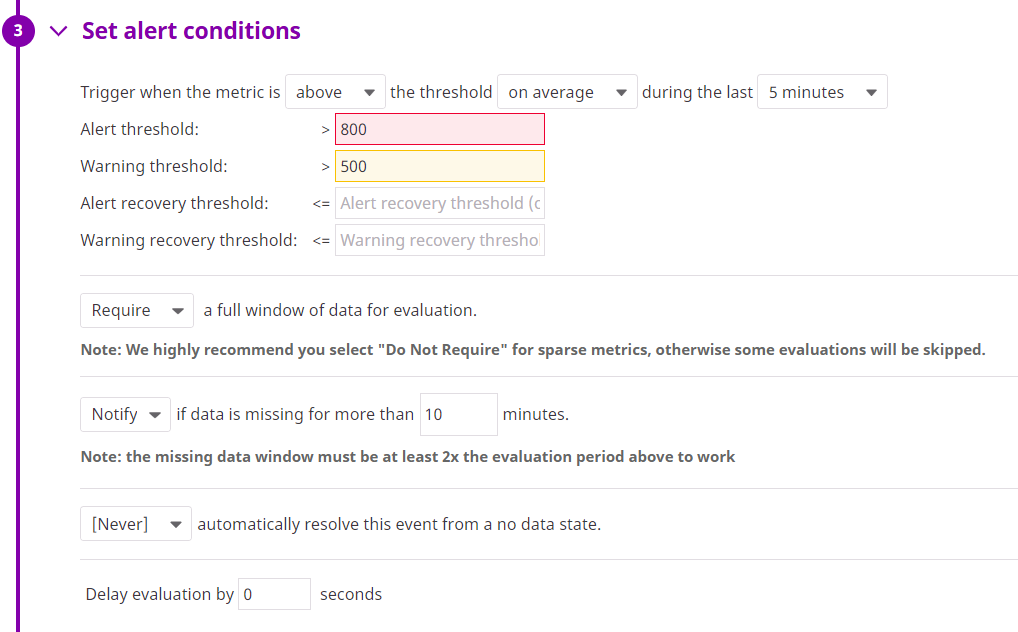 3 Set alert conditions
Trigger when the metric is above the threshold on average during the last 5 minutes
Alert threshold: > 800
Warning threshold: > 500
Alert recovery threshold: <= Alert recovery threshold (c
Warning recovery threshold: <= Warning recovery thresho
Require a full window of data for evaluation.
Note: We highly recommend you select "Do Not Require" for sparse metrics, otherwise some evaluations will be skipped.
Notify if data is missing for more than 10 minutes.
Note: the missing data window must be at least 2x the evaluation period above to work
[Never] automatically resolve this event from a no data state.
Delay evaluation by 0 seconds